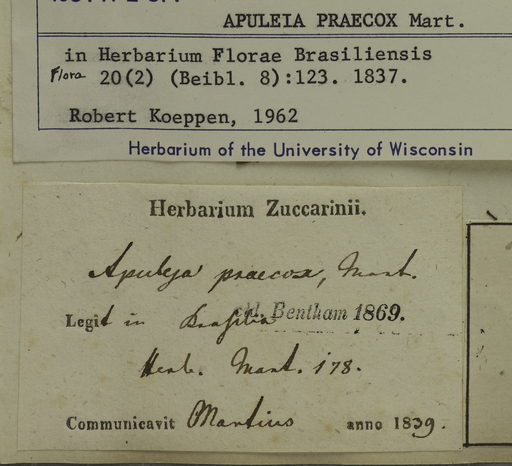 APULEIA PRAECOX Mart.
in Herbarium Florae Brasiliensis
Flora 20(2) (Beibl. 8):123. 1837.
Robert Koeppen, 1962
Herbarium of the University of Wisconsin
Herbarium Zuccarinii.
Apuleja praecox, Mart.
Legit in Brasilia Bentham 1869.
Herb. Mart. 178.
Communicavit Martius anno 1839.